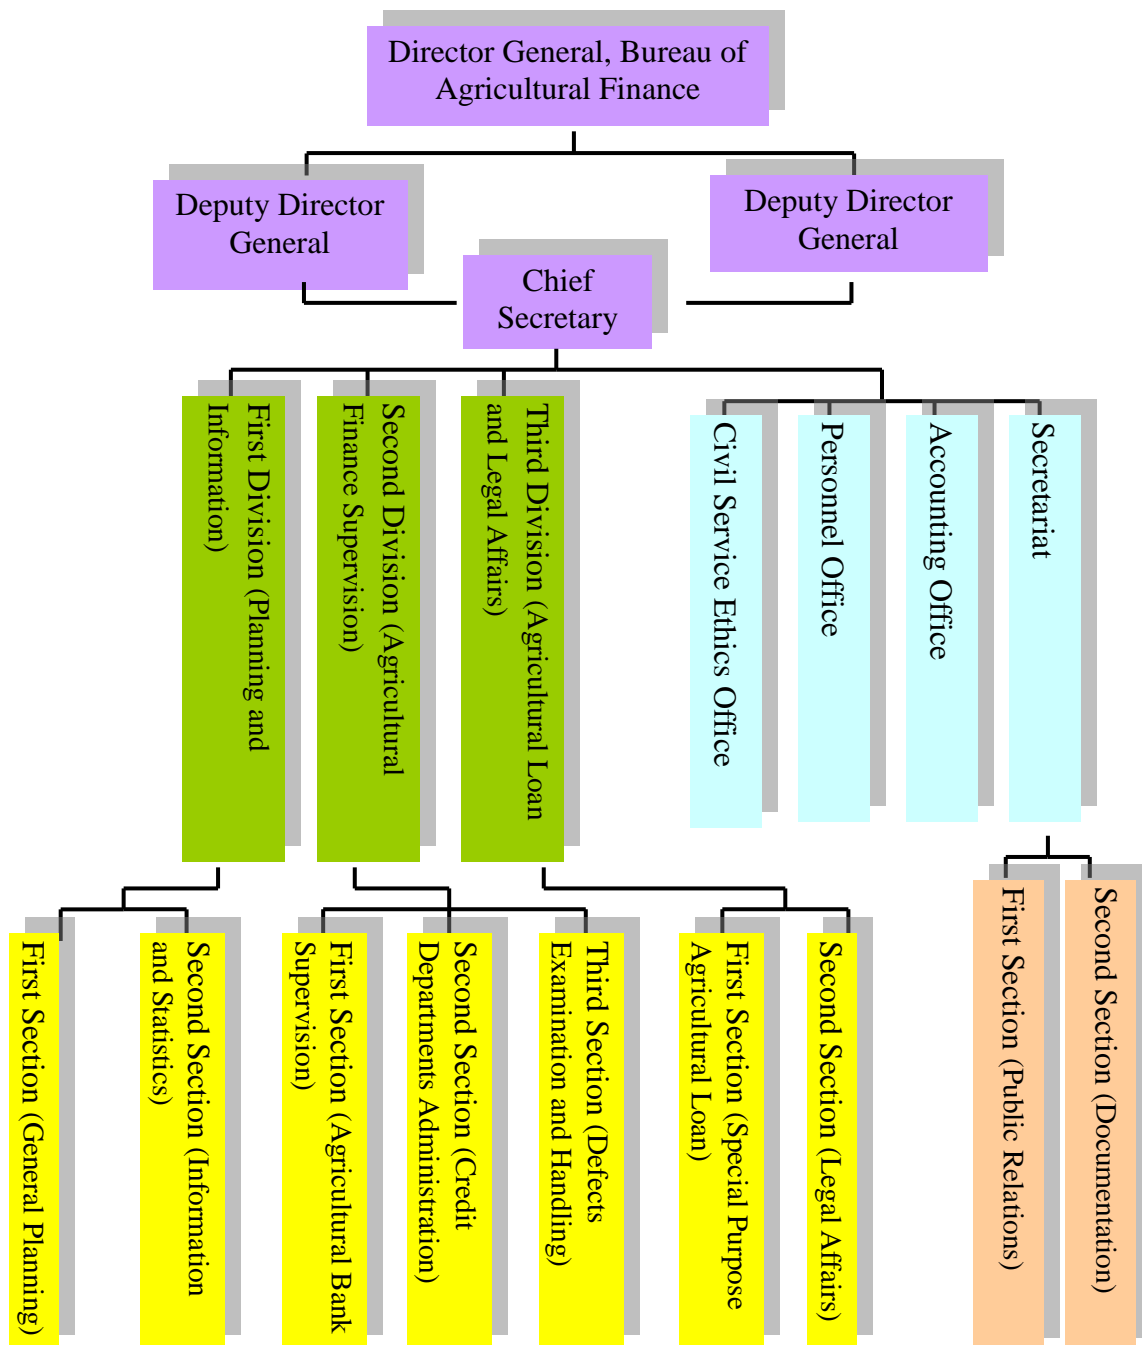 Director General, Bureau of
Agricultural Finance
Deputy Director
General
Deputy Director
General
Chief
Secretary
First Division (Planning and
Information)
Second Division (Agricultural
Finance Supervision)
Third Division (Agricultural Loan
and Legal Affairs)
Civil Service Ethics Office
Personnel Office
Accounting Office
Secretariat
First Section (General Planning)
Second Section (Information
and Statistics)
First Section (Agricultural Bank
Supervision)
Second Section (Credit
Departments Administration)
Third Section (Defects
Examination and Handling)
First Section (Special Purpose
Agricultural Loan)
Second Section (Legal Affairs)
First Section (Public Relations)
Second Section (Documentation)